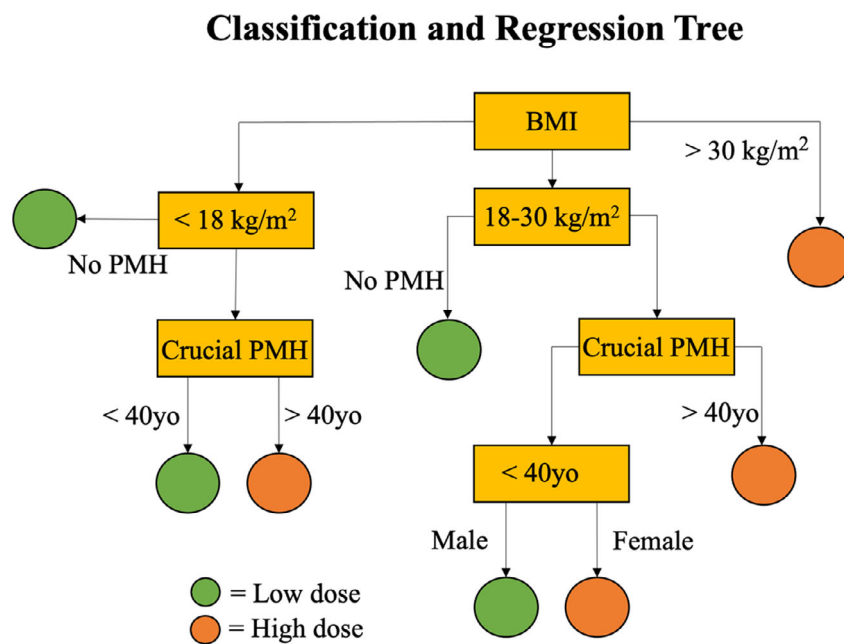 Classification and Regression Tree
BMI
> 30 kg/m²
< 18 kg/m²
18-30 kg/m²
No PMH
No PMH
Crucial PMH
Crucial PMH
< 40yo
> 40yo
> 40yo
< 40yo
Male
Female
= Low dose
= High dose